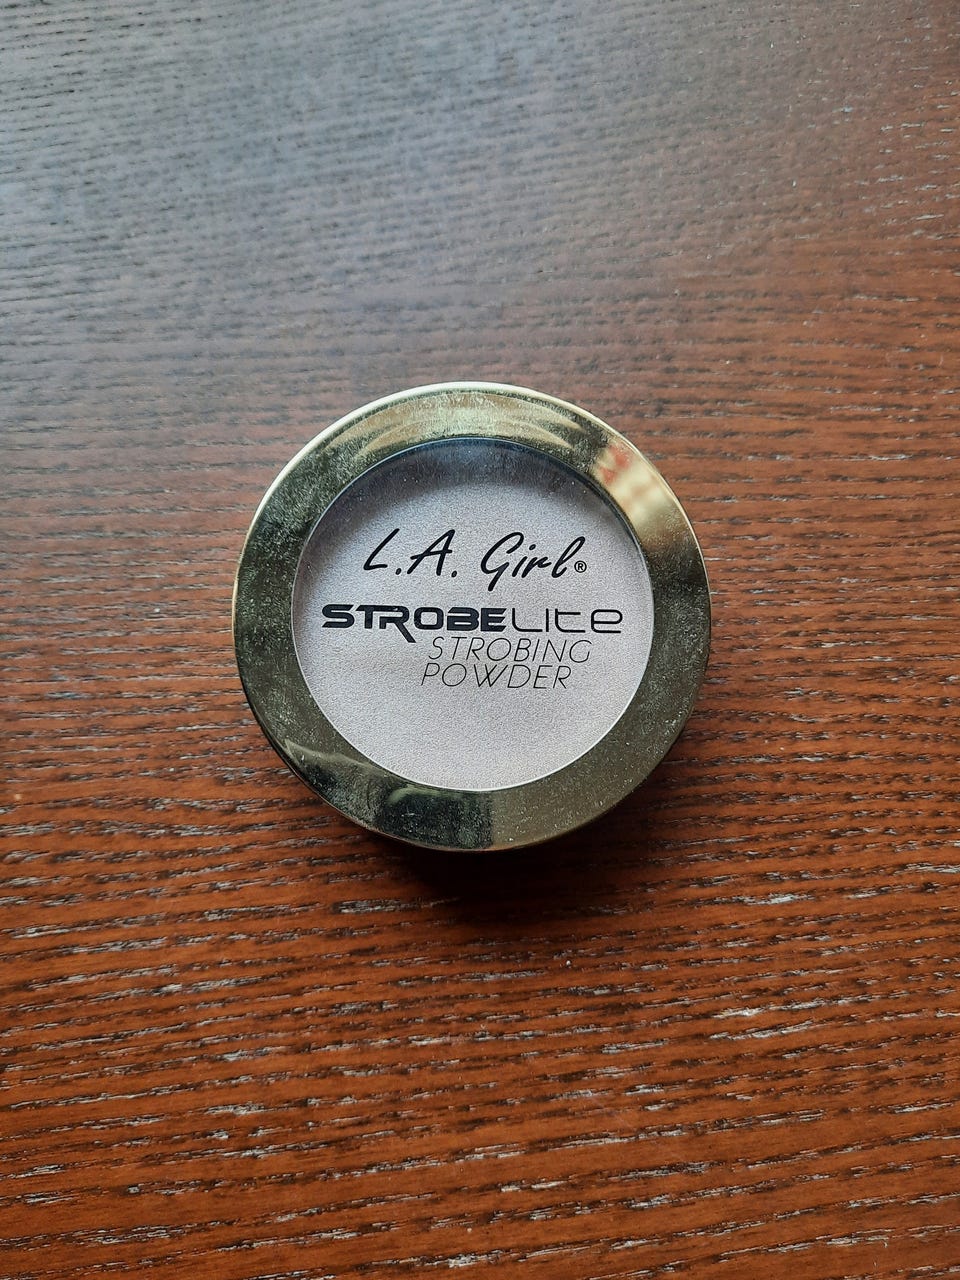 L.A. Girl®
STROBELITE
STROBING
POWDER